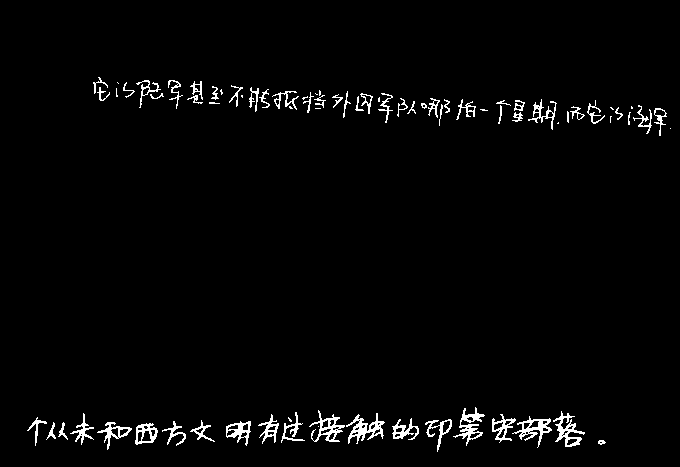 它的陆军甚至不能抵挡外国军队哪怕一个星期,而它的海军
个从未和西方文明有过接触的印第安部落。